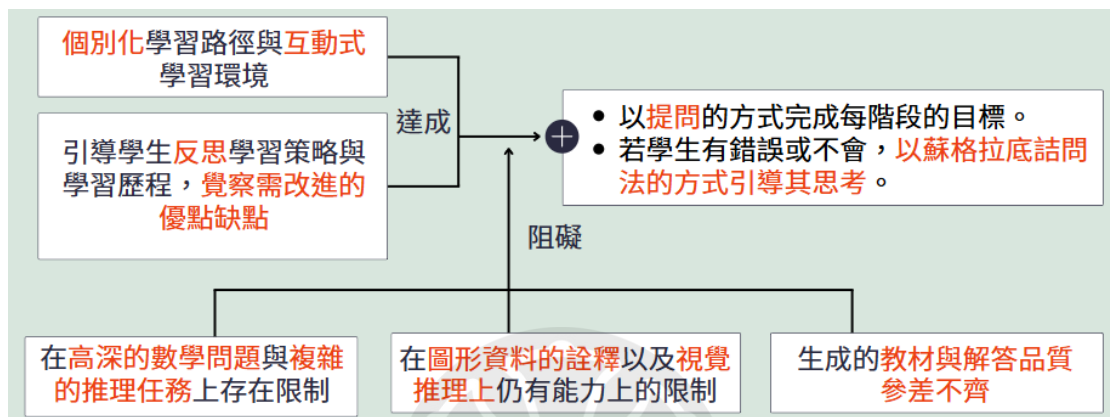 個別化學習路徑與互動式
學習環境
引導學生反思學習策略與
學習歷程，覺察需改進的
優點缺點
達成
• 以提問的方式完成每階段的目標。
• 若學生有錯誤或不會，以蘇格拉底詰問
法的方式引導其思考。
阻礙
在高深的數學問題與複雜
的推理任務上存在限制
在圖形資料的詮釋以及視覺
推理上仍有能力上的限制
生成的教材與解答品質
參差不齊